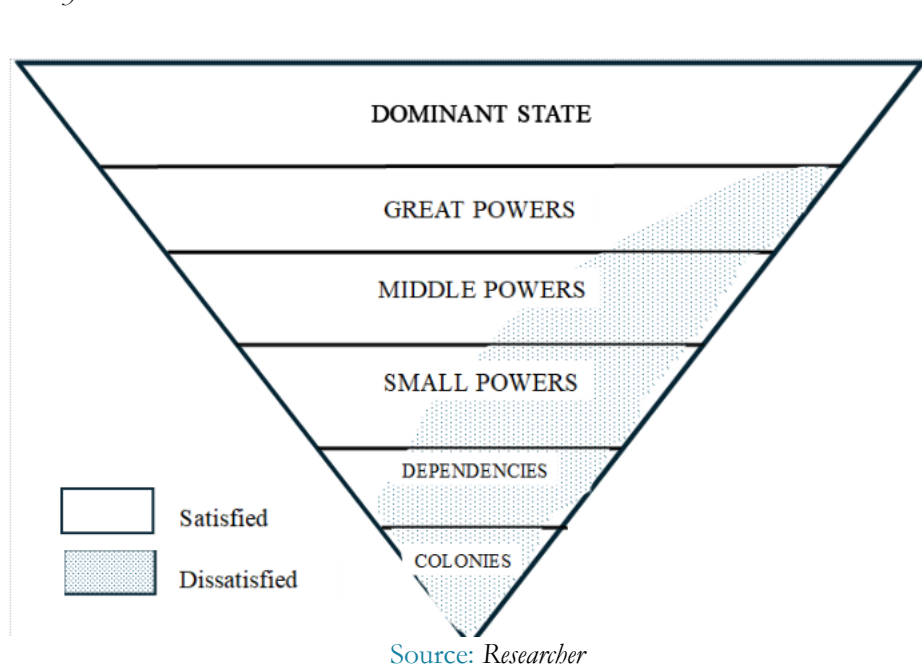 DOMINANT STATE
GREAT POWERS
MIDDLE POWERS
SMALL POWERS
DEPENDENCIES
COLONIES
Satisfied
Dissatisfied
Source: Researcher